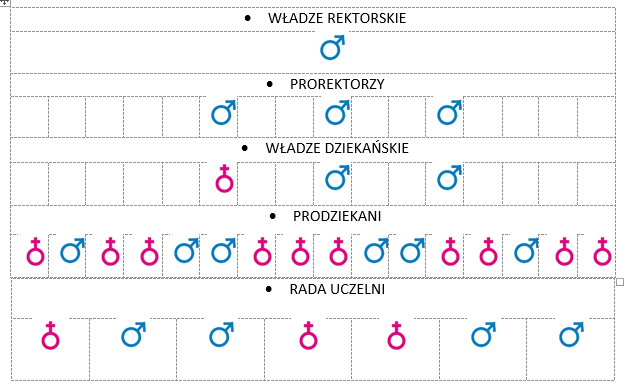 • WŁADZE REKTORSKIE
• PROREKTORZY
• WŁADZE DZIEKAŃSKIE
• PRODZIEKANI
• RADA UCZELNI